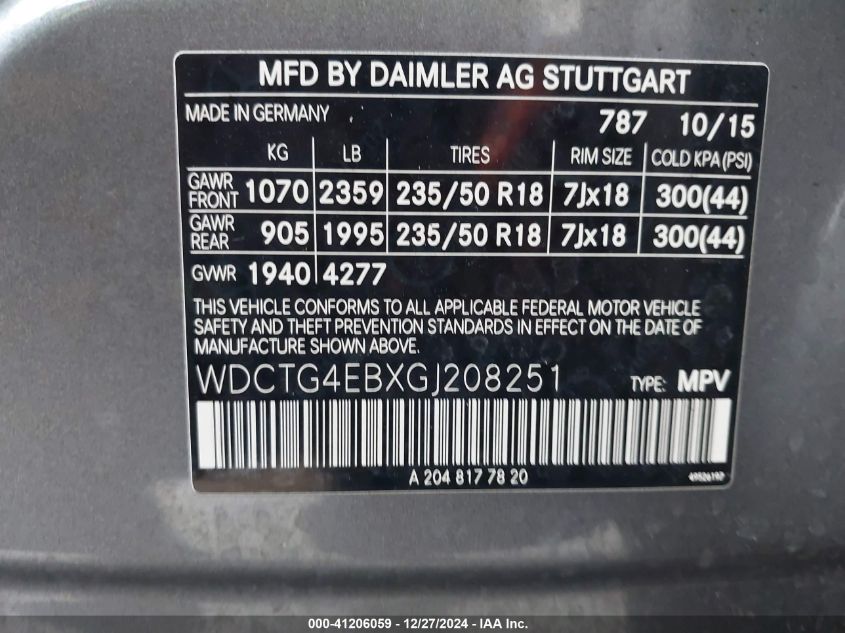 MFD BY DAIMLER AG STUTTGART
MADE IN GERMANY 787 10/15
KG LB TIRES RIM SIZE COLD KPA (PSI)
GAWR FRONT 1070 2359 235/50 R18 7Jx18 300(44)
GAWR REAR 905 1995 235/50 R18 7Jx18 300(44)
GVWR 1940 4277
THIS VEHICLE CONFORMS TO ALL APPLICABLE FEDERAL MOTOR VEHICLE
SAFETY AND THEFT PREVENTION STANDARDS IN EFFECT ON THE DATE OF
MANUFACTURE SHOWN ABOVE.
WDCTG4EBXGJ208251 TYPE: MPV
A 204 817 78 20
000-41206059 - 12/27/2024 - IAA Inc.